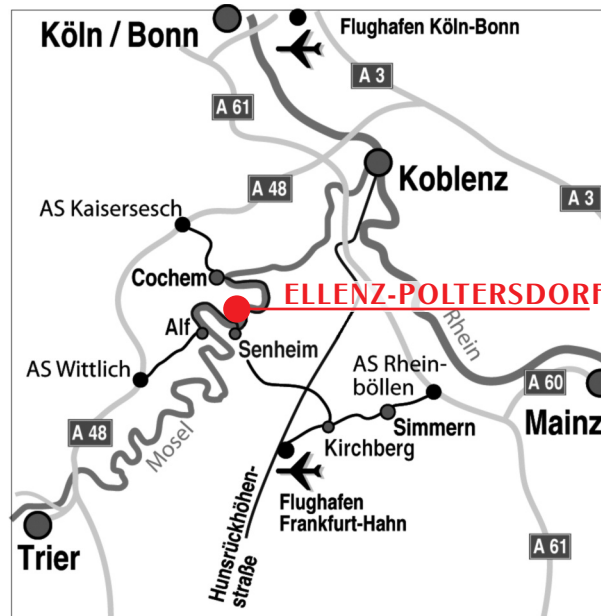 Köln / Bonn
Flughafen Köln-Bonn
A 3
A 61
Koblenz
A 48
A 3
AS Kaisersesch
Cochem
ELLENZ-POLTERSDORF
Alf
Senheim
Rhein
AS Wittlich
AS Rhein-
böllen
A 60
Mainz
A 48
Mosel
Simmern
Kirchberg
Hunsrückhöhen-
straße
Flughafen
Frankfurt-Hahn
Trier
A 61